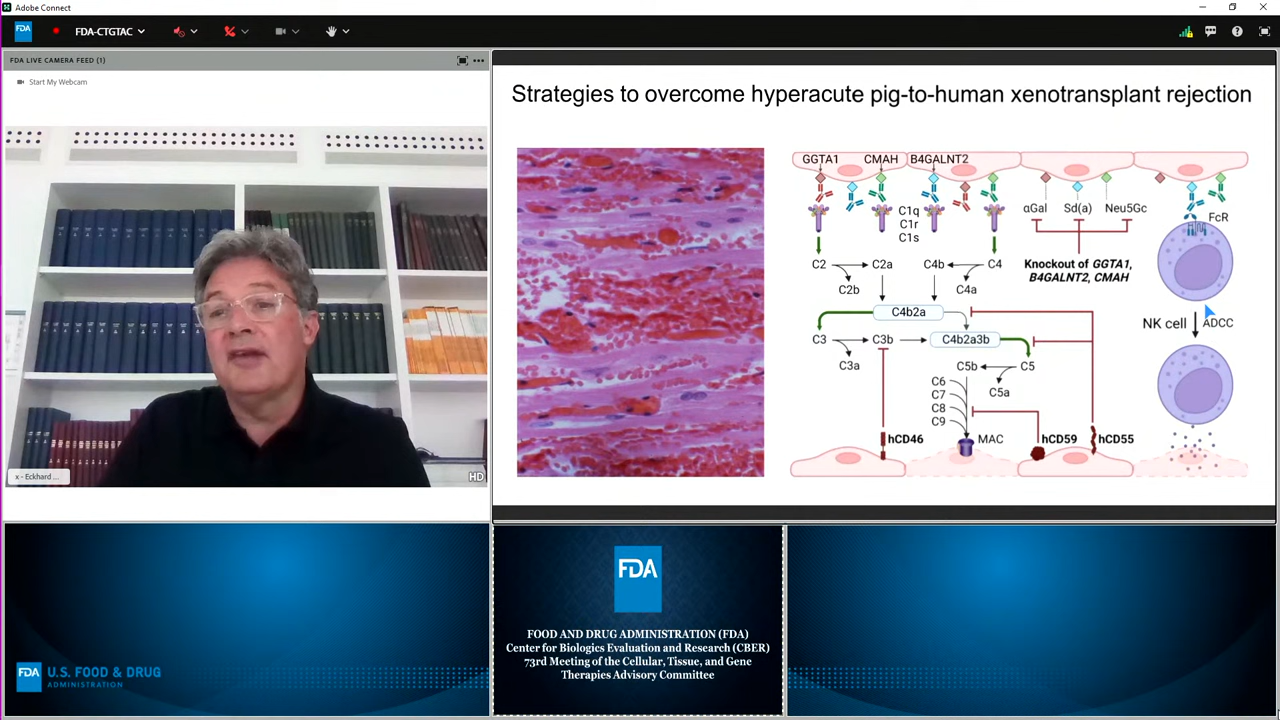 Adobe Connect
FDA
FDA-CTGTAC
FDA LIVE CAMERA FEED (1)
Start My Webcam
x - Eckhard ...
HD
Strategies to overcome hyperacute pig-to-human xenotransplant rejection
GGTA1 CMAH B4GALNT2
αGal Sd(a) Neu5Gc
FcR
C1q
C1r
C1s
C2 C2a C4b C4
C2b C4a
Knockout of GGTA1,
B4GALNT2, CMAH
C4b2a
C3 C3b C4b2a3b
C3a C5b C5
C5a
C6
C7
C8
C9
NK cell ADCC
hCD46 MAC hCD59 hCD55
FDA
FOOD AND DRUG ADMINISTRATION (FDA)
Center for Biologics Evaluation and Research (CBER)
73rd Meeting of the Cellular, Tissue, and Gene
Therapies Advisory Committee
FDA U.S. FOOD & DRUG
ADMINISTRATION